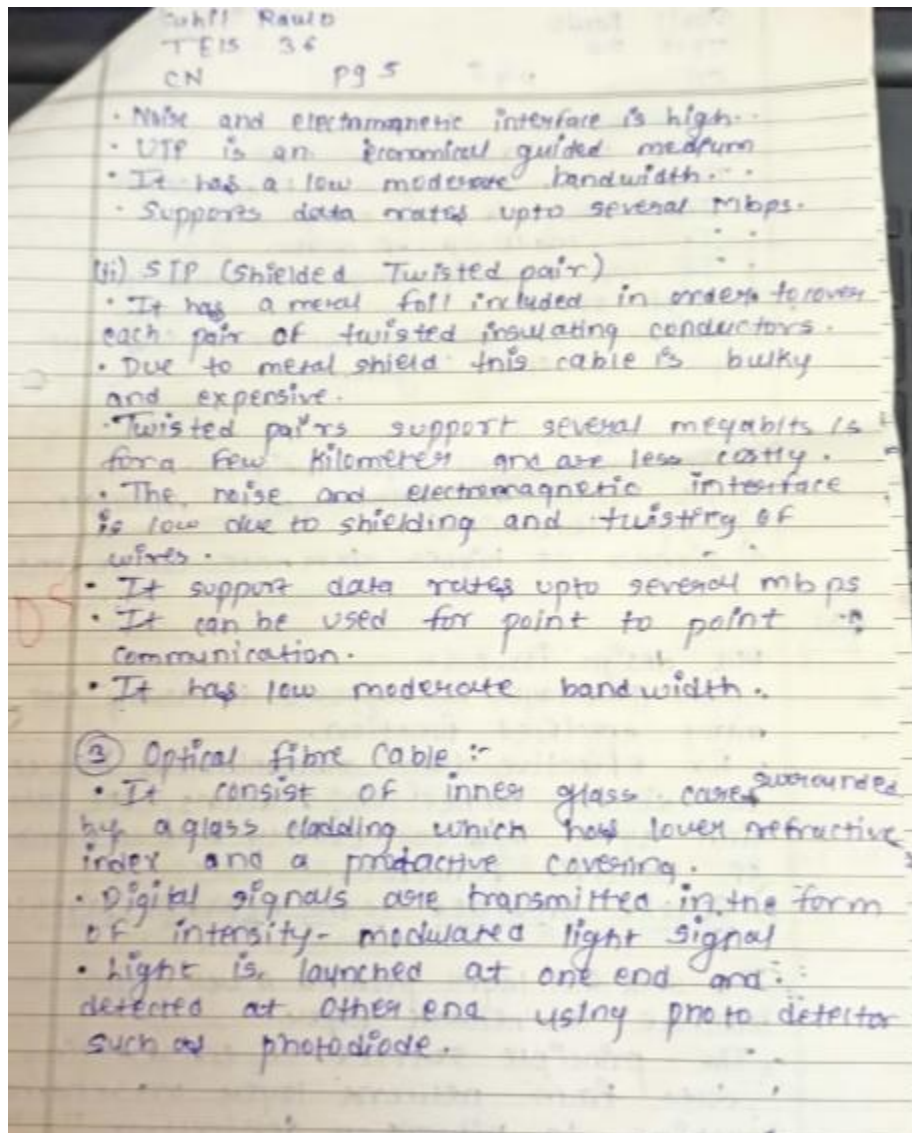 Raulo
TEIS 36
CN pg 5
• Noise and electromagnetic interface is high.
• UTP is an economical guided medium
• It has a low moderate bandwidth.
• Supports data rates upto several Mbps.
(ii) STP (Shielded Twisted pair)
• It has a metal foil included in order to cover
each pair of twisted insulating conductors.
• Due to metal shield this cable is bulky
and expensive.
• Twisted pairs support several megabits is
for a few kilometer and are less costly.
• The noise and electromagnetic interface
is low due to shielding and twisting of
wires.
• It support data rates upto several mbps
• It can be used for point to point
communication.
• It has low moderate bandwidth.
③ Optical fibre Cable :-
• It consist of inner glass cores surrounded
by a glass cladding which has lower refractive
index and a protactive covering.
• Digital signals are transmitted in the form
of intensity-modulated light signal
• Light is launched at one end and
detected at other end using photo detector
such as photodiode.